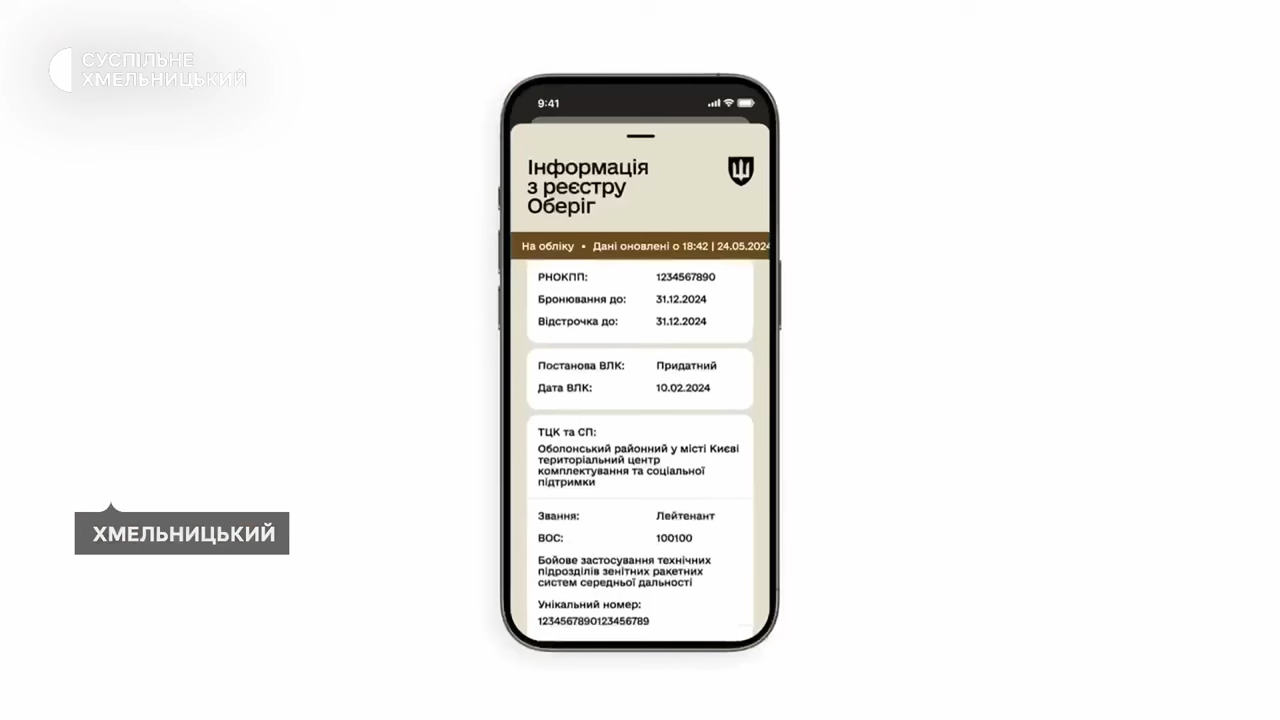 СУСПІЛЬНЕ
ХМЕЛЬНИЦЬКИЙ
9:41
Інформація
з реєстру
Оберіг
На обліку • Дані оновлені о 18:42 | 24.05.2024
РНОКПП: 1234567890
Бронювання до: 31.12.2024
Відстрочка до: 31.12.2024
Постанова ВЛК: Придатний
Дата ВЛК: 10.02.2024
ТЦК та СП:
Оболонський районний у місті Києві
територіальний центр
комплектування та соціальної
підтримки
Звання: Лейтенант
ВОС: 100100
Бойове застосування технічних
підрозділів зенітних ракетних
систем середньої дальності
Унікальний номер:
1234567890123456789
ХМЕЛЬНИЦЬКИЙ